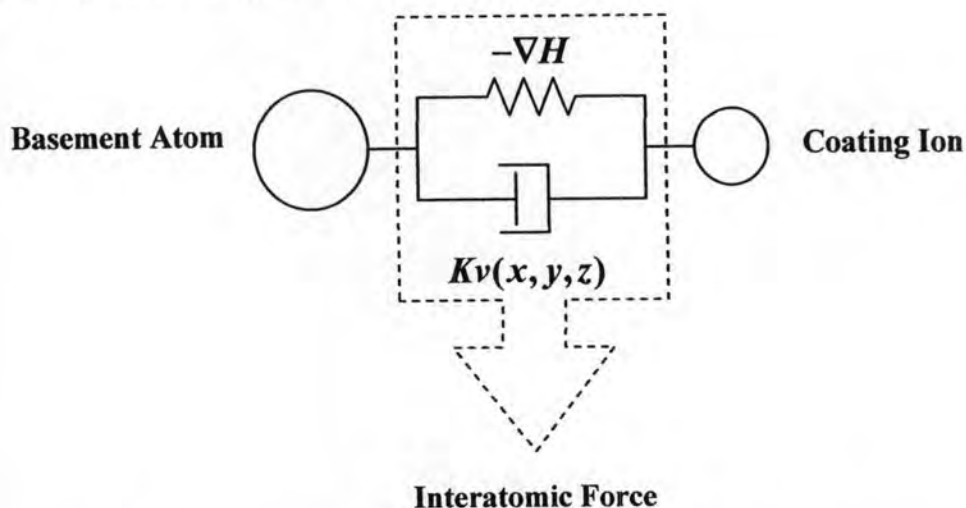 −∇H
Basement Atom
Coating Ion
Kv(x, y, z)
Interatomic Force